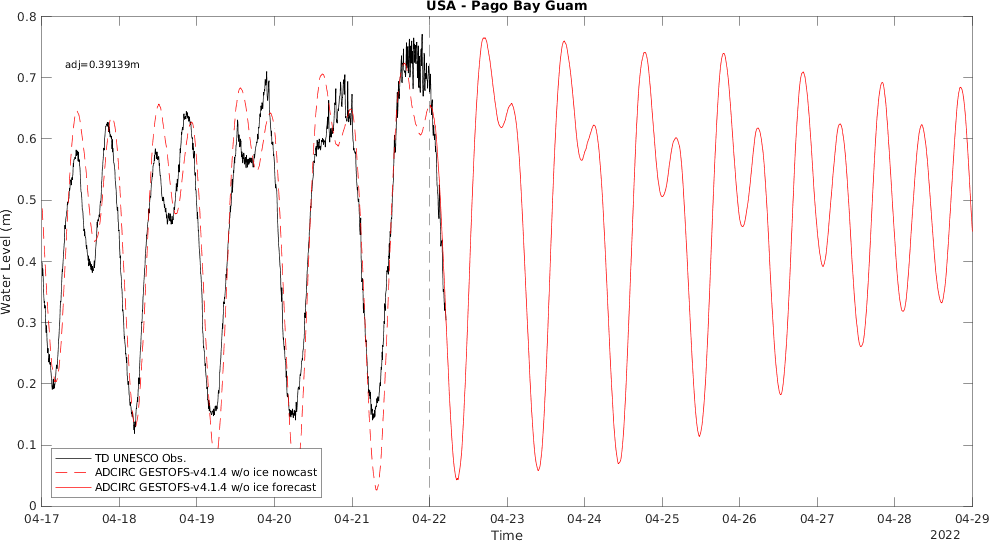 USA - Pago Bay Guam
0.8
adj=0.39139m
0.7
0.6
0.5
0.4
0.3
0.2
0.1
0
Water Level (m)
TD UNESCO Obs.
ADCIRC GESTOFS-v4.1.4 w/o ice nowcast
ADCIRC GESTOFS-v4.1.4 w/o ice forecast
04-17 04-18 04-19 04-20 04-21 04-22 04-23 04-24 04-25 04-26 04-27 04-28 04-29
Time
2022